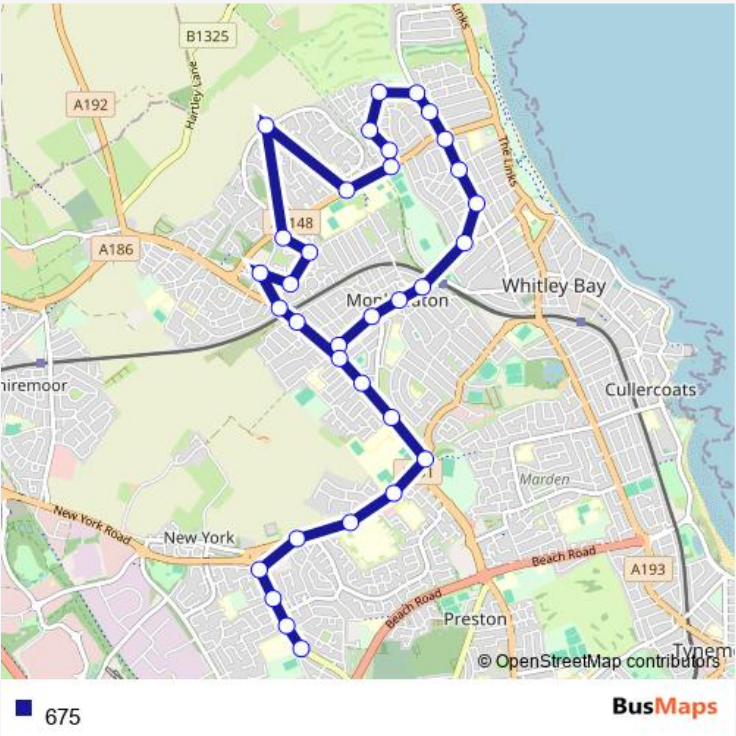 Links
B1325
A192
Hartley Lane
The Links
148
A186
Whitley Bay
Cullercoats
Marden
New York Road
New York
Beach Road
A193
Beach Road
Preston
© OpenStreetMap contributors
675
BusMaps